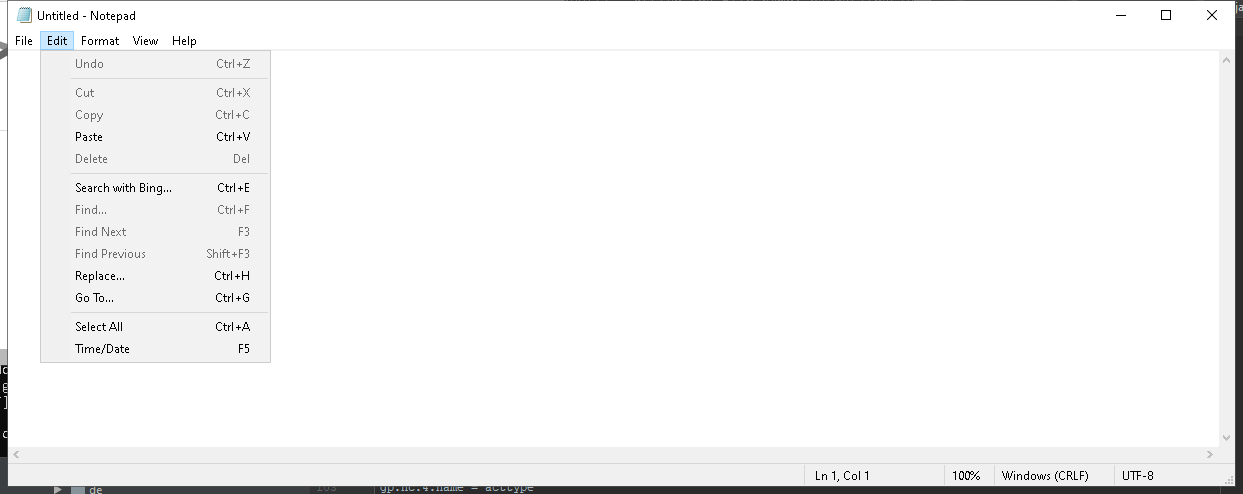 Untitled - Notepad
File Edit Format View Help
Undo Ctrl+Z
Cut Ctrl+X
Copy Ctrl+C
Paste Ctrl+V
Delete Del
Search with Bing... Ctrl+E
Find... Ctrl+F
Find Next F3
Find Previous Shift+F3
Replace... Ctrl+H
Go To... Ctrl+G
Select All Ctrl+A
Time/Date F5
Ln 1, Col 1 100% Windows (CRLF) UTF-8
de gp.nc.4.name = acctype